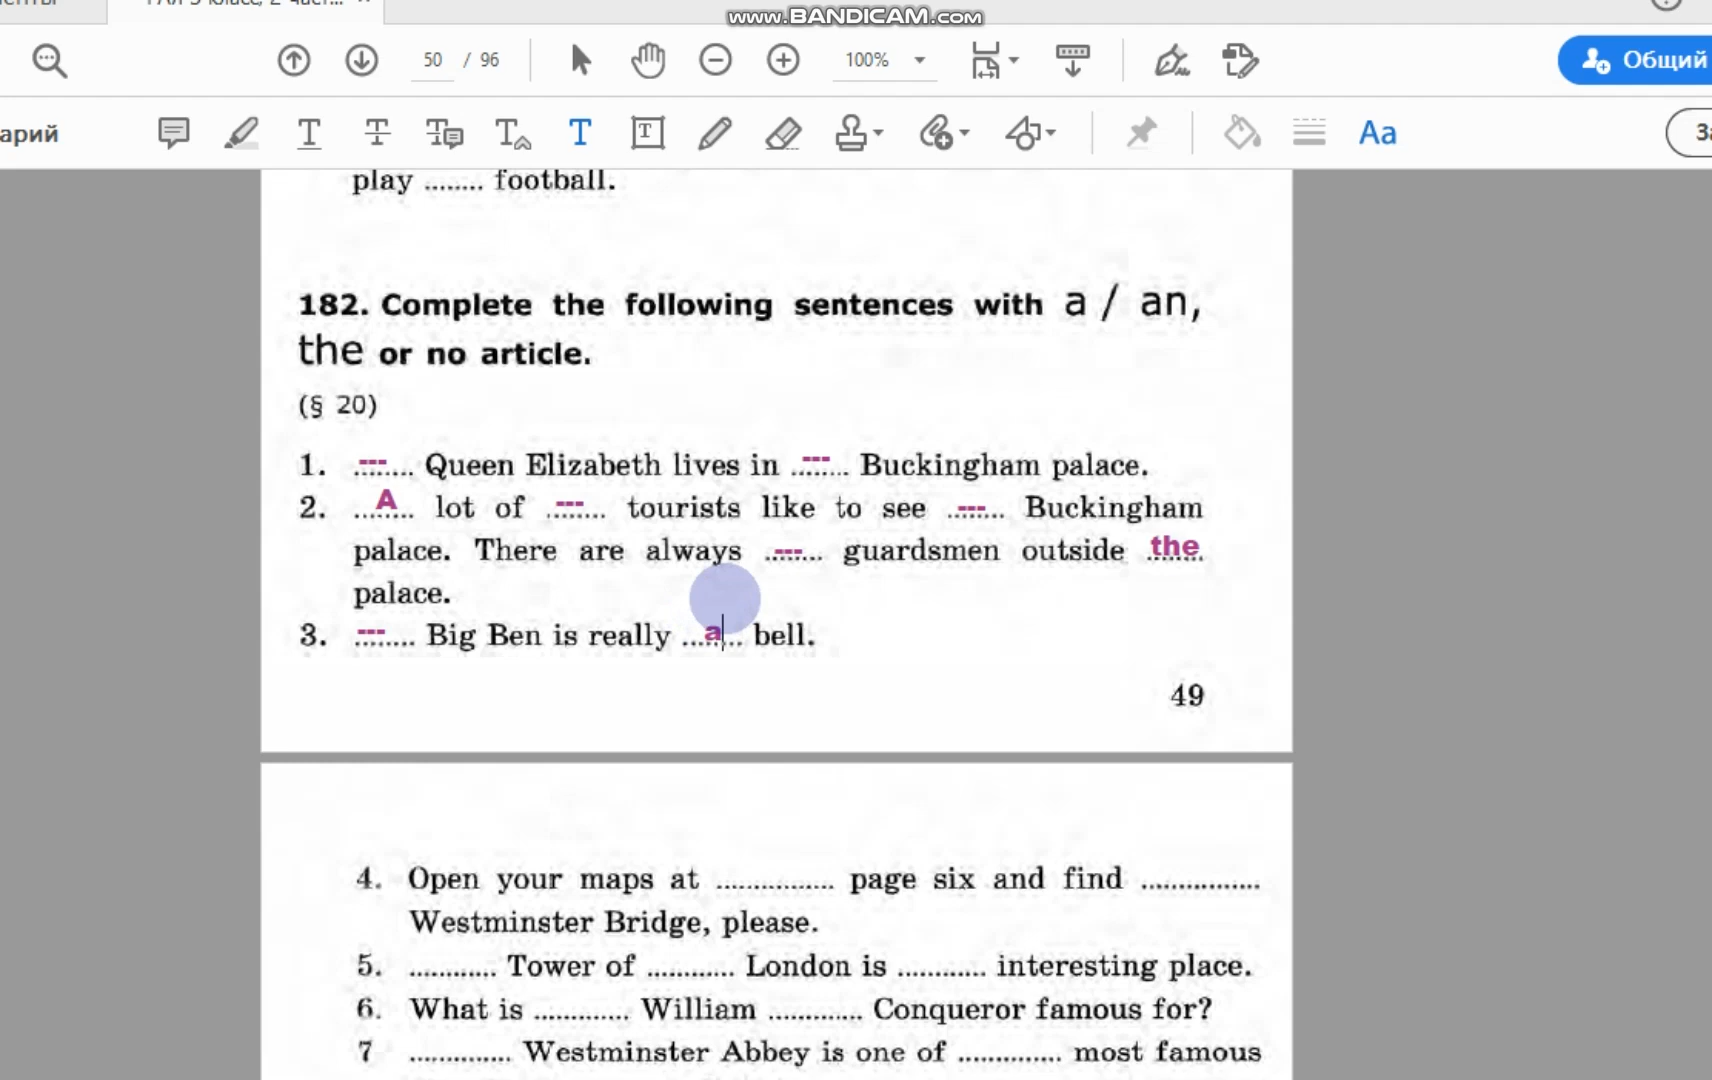 www.BANDICAM.com
50 / 96
100%
Общий
арий
Aa
play ........ football.
182. Complete the following sentences with a / an,
the or no article.
(§ 20)
1. ---........ Queen Elizabeth lives in ---........ Buckingham palace.
2. A........ lot of ---........ tourists like to see ---........ Buckingham
palace. There are always ---........ guardsmen outside the........
palace.
3. ---........ Big Ben is really a........ bell.
49
4. Open your maps at ................ page six and find ................
Westminster Bridge, please.
5. ............ Tower of ............ London is ............ interesting place.
6. What is ............. William ............. Conqueror famous for?
7 .............. Westminster Abbey is one of .............. most famous